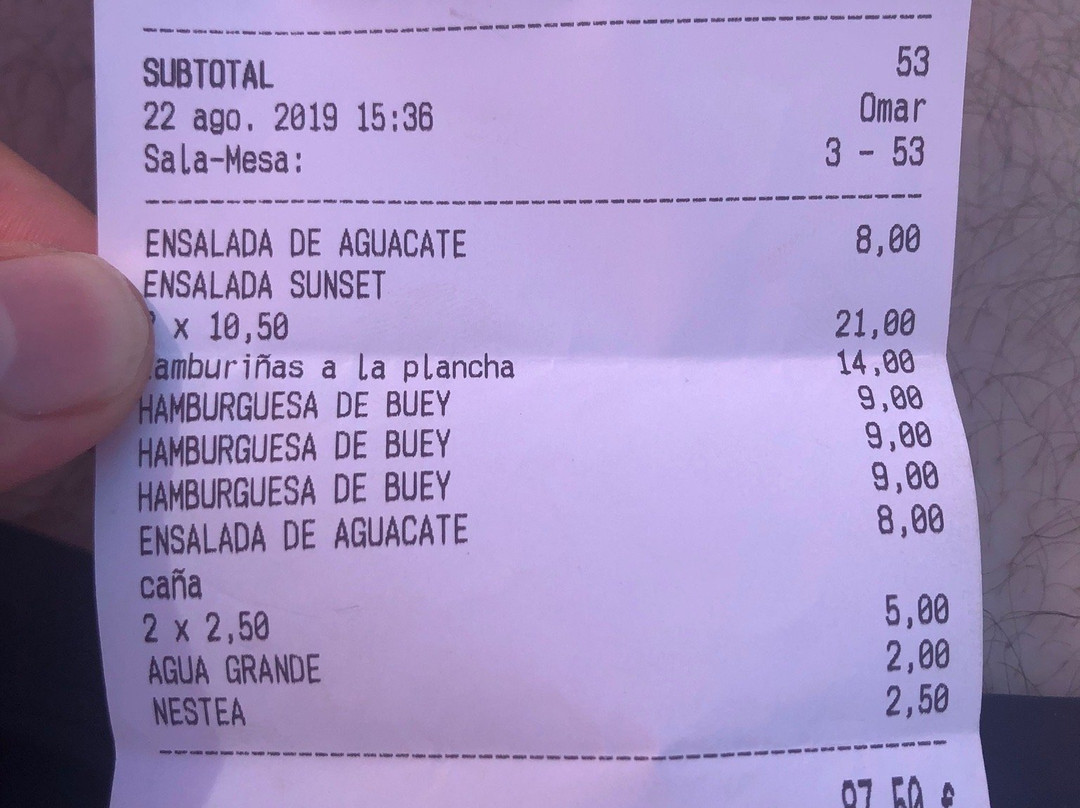 SUBTOTAL 53
22 ago. 2019 15:36 Omar
Sala-Mesa: 3 - 53
ENSALADA DE AGUACATE 8,00
ENSALADA SUNSET
x 10,50 21,00
amburiñas a la plancha 14,00
HAMBURGUESA DE BUEY 9,00
HAMBURGUESA DE BUEY 9,00
HAMBURGUESA DE BUEY 9,00
ENSALADA DE AGUACATE 8,00
caña
2 x 2,50 5,00
AGUA GRANDE 2,00
NESTEA 2,50
87,50 €